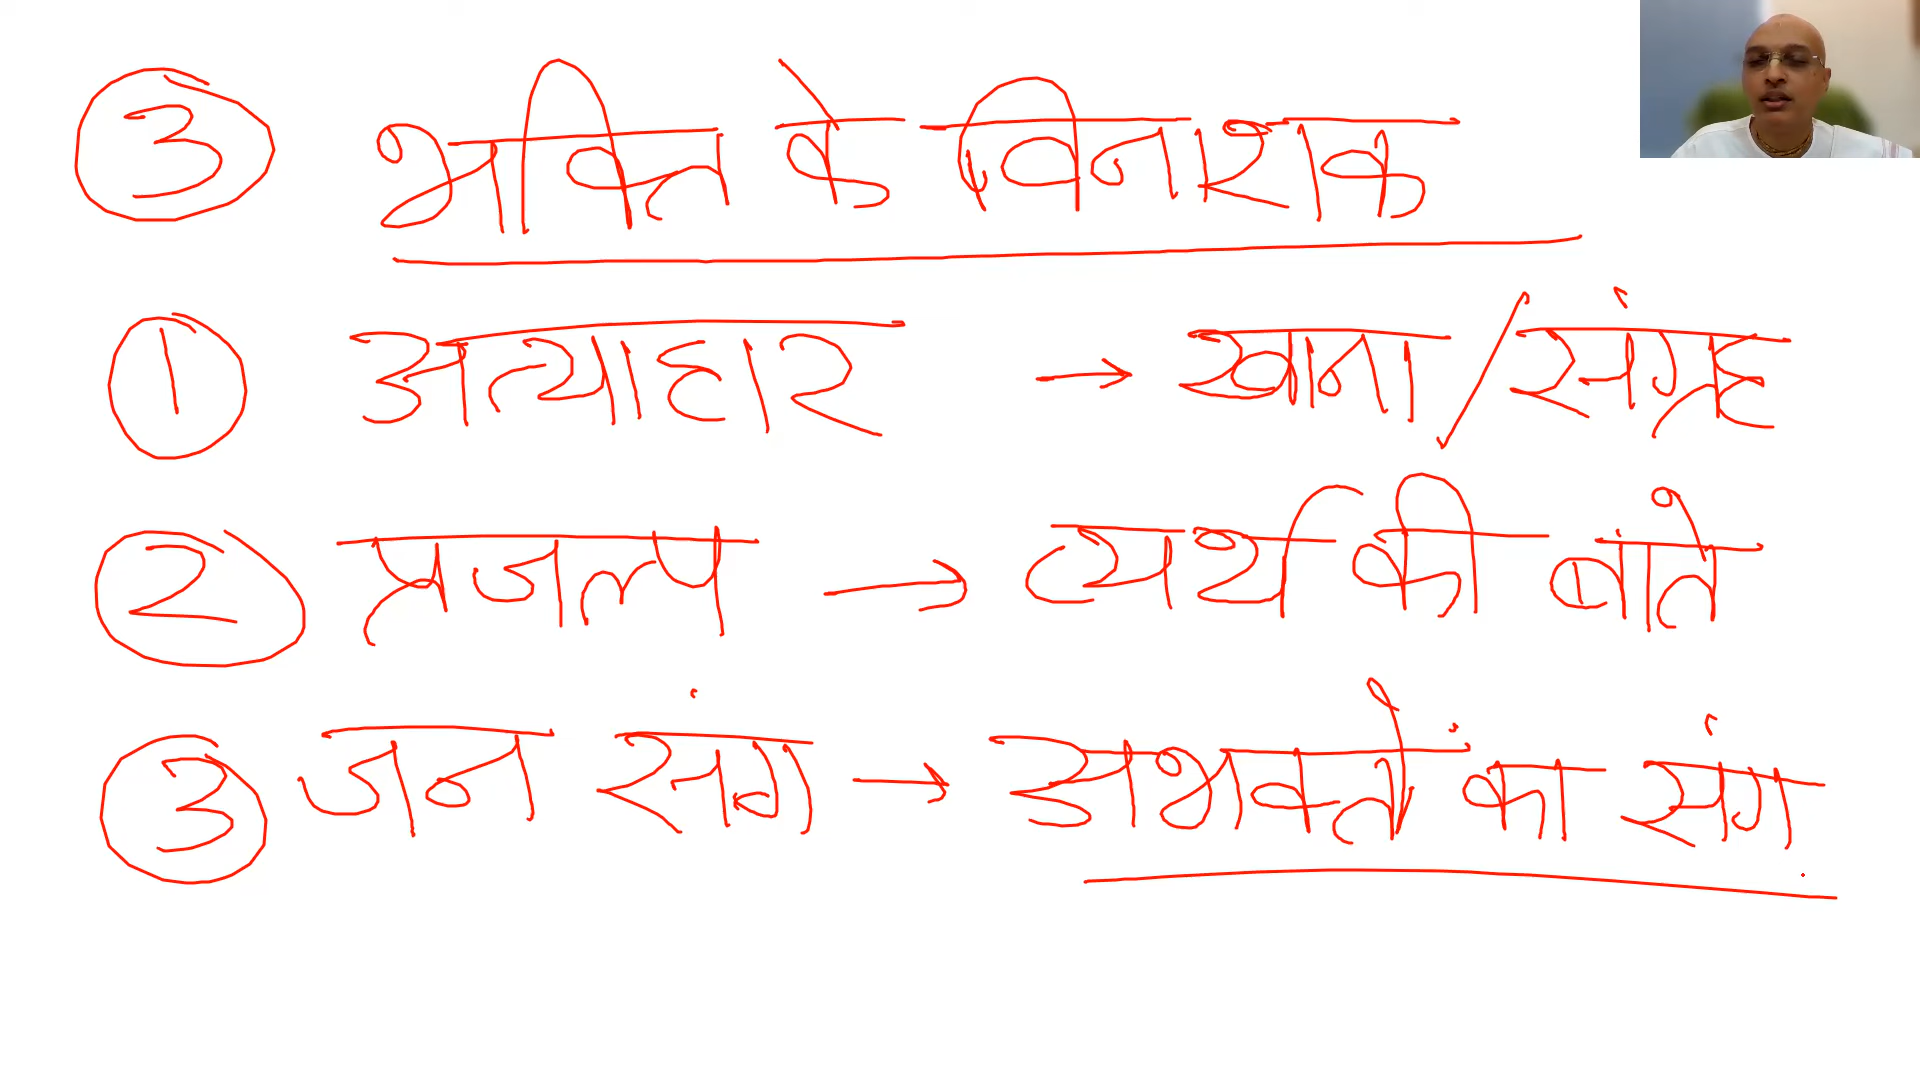 3 भक्ति के विनाशक
1 अत्याहार → खाना / संग्रह
2 प्रजल्प → व्यर्थ की बाते
3 जन संग → अभक्तों का संग